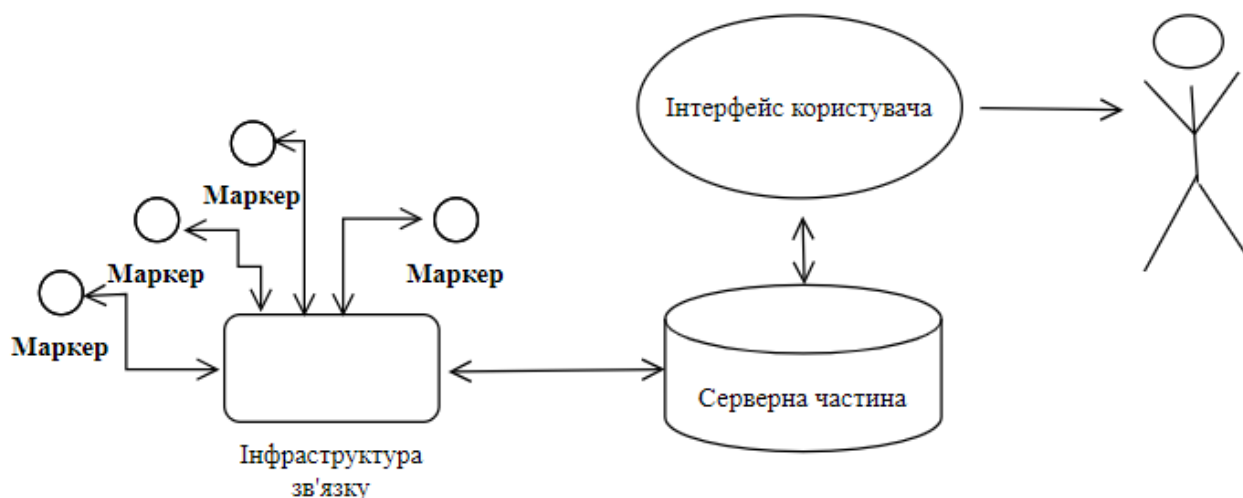 Інтерфейс користувача
Маркер
Маркер
Маркер
Маркер
Серверна частина
Інфраструктура
зв'язку